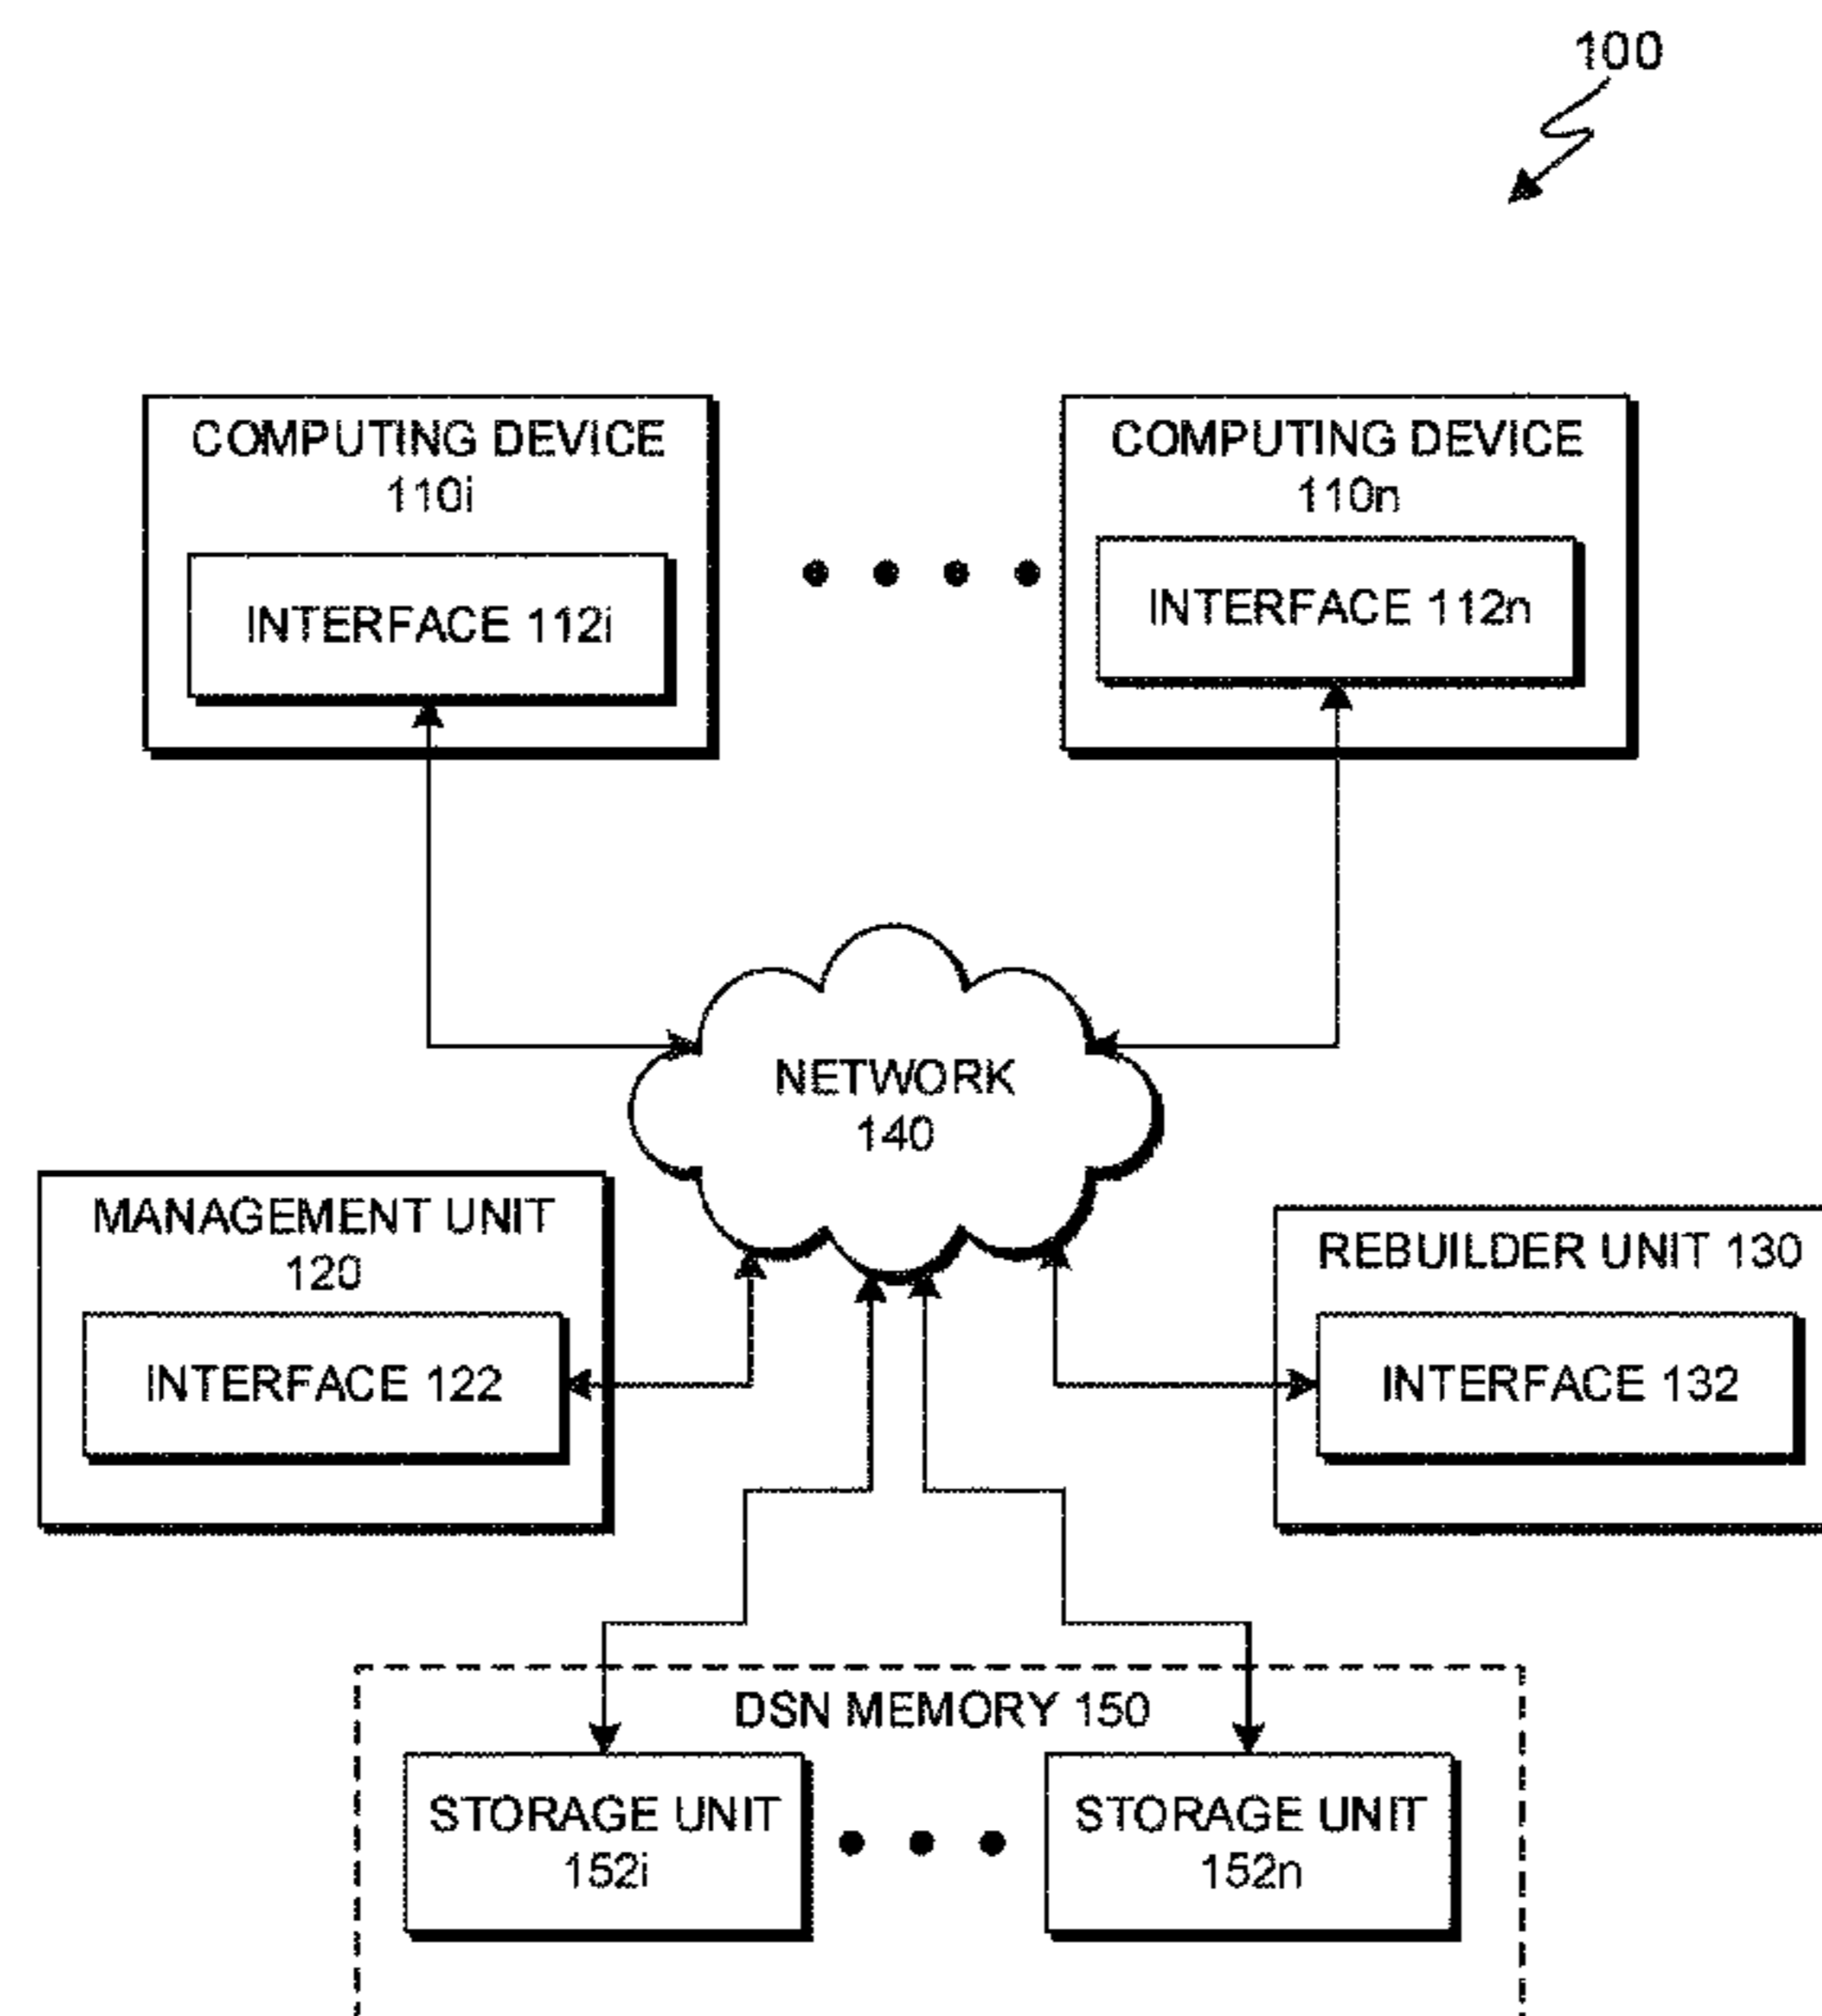 100
COMPUTING DEVICE
110i
INTERFACE 112i
COMPUTING DEVICE
110n
INTERFACE 112n
NETWORK
140
MANAGEMENT UNIT
120
INTERFACE 122
REBUILDER UNIT 130
INTERFACE 132
DSN MEMORY 150
STORAGE UNIT
152i
STORAGE UNIT
152n